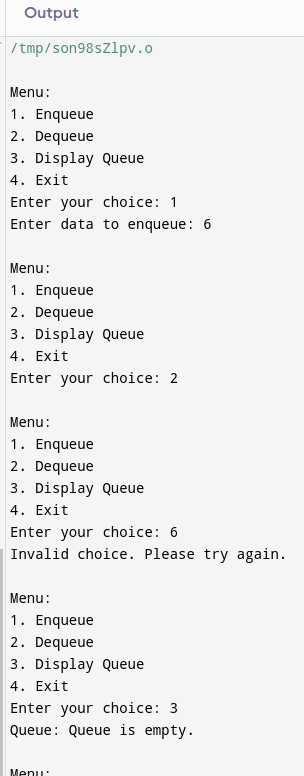 Output
/tmp/son98sZlpv.o
Menu:
1. Enqueue
2. Dequeue
3. Display Queue
4. Exit
Enter your choice: 1
Enter data to enqueue: 6
Menu:
1. Enqueue
2. Dequeue
3. Display Queue
4. Exit
Enter your choice: 2
Menu:
1. Enqueue
2. Dequeue
3. Display Queue
4. Exit
Enter your choice: 6
Invalid choice. Please try again.
Menu:
1. Enqueue
2. Dequeue
3. Display Queue
4. Exit
Enter your choice: 3
Queue: Queue is empty.
Menu: